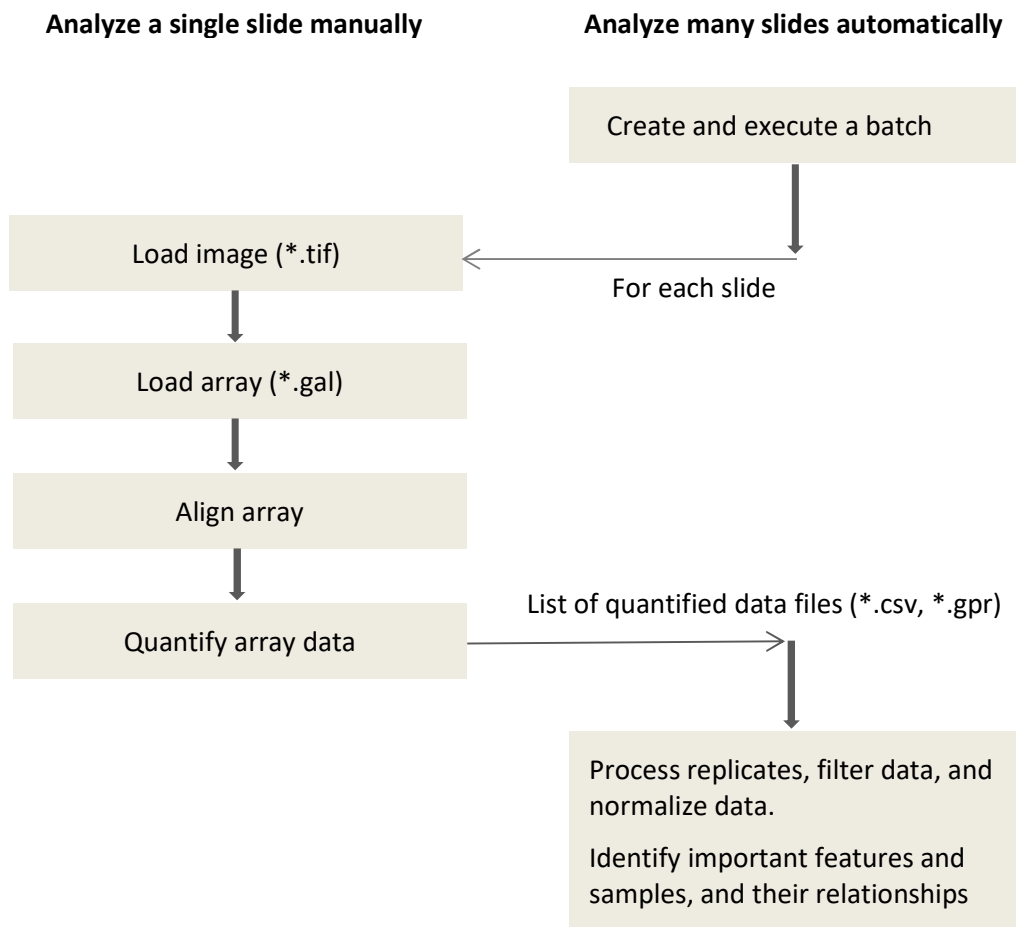 Analyze a single slide manually
Analyze many slides automatically
Create and execute a batch
Load image (*.tif)
For each slide
Load array (*.gal)
Align array
List of quantified data files (*.csv, *.gpr)
Quantify array data
Process replicates, filter data, and
normalize data.
Identify important features and
samples, and their relationships